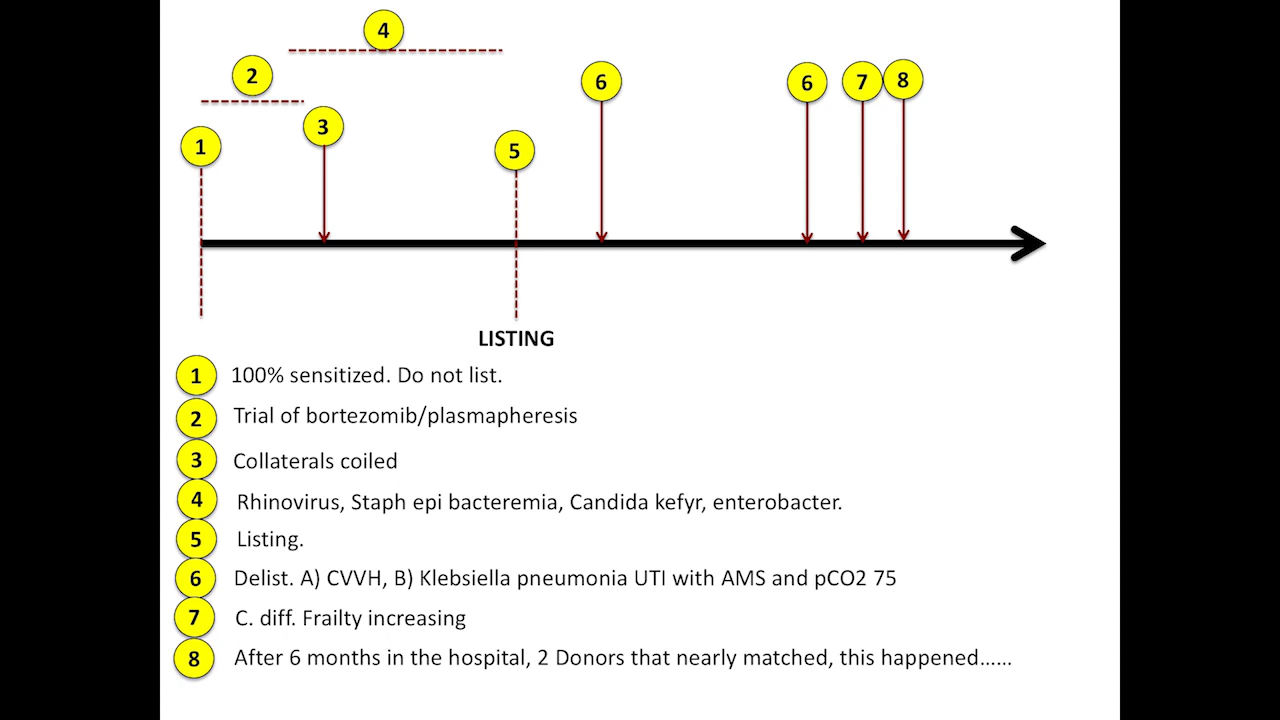 4
2
6
6
7
8
3
1
5
LISTING
1 100% sensitized. Do not list.
2 Trial of bortezomib/plasmapheresis
3 Collaterals coiled
4 Rhinovirus, Staph epi bacteremia, Candida kefyr, enterobacter.
5 Listing.
6 Delist. A) CVVH, B) Klebsiella pneumonia UTI with AMS and pCO2 75
7 C. diff. Frailty increasing
8 After 6 months in the hospital, 2 Donors that nearly matched, this happened……